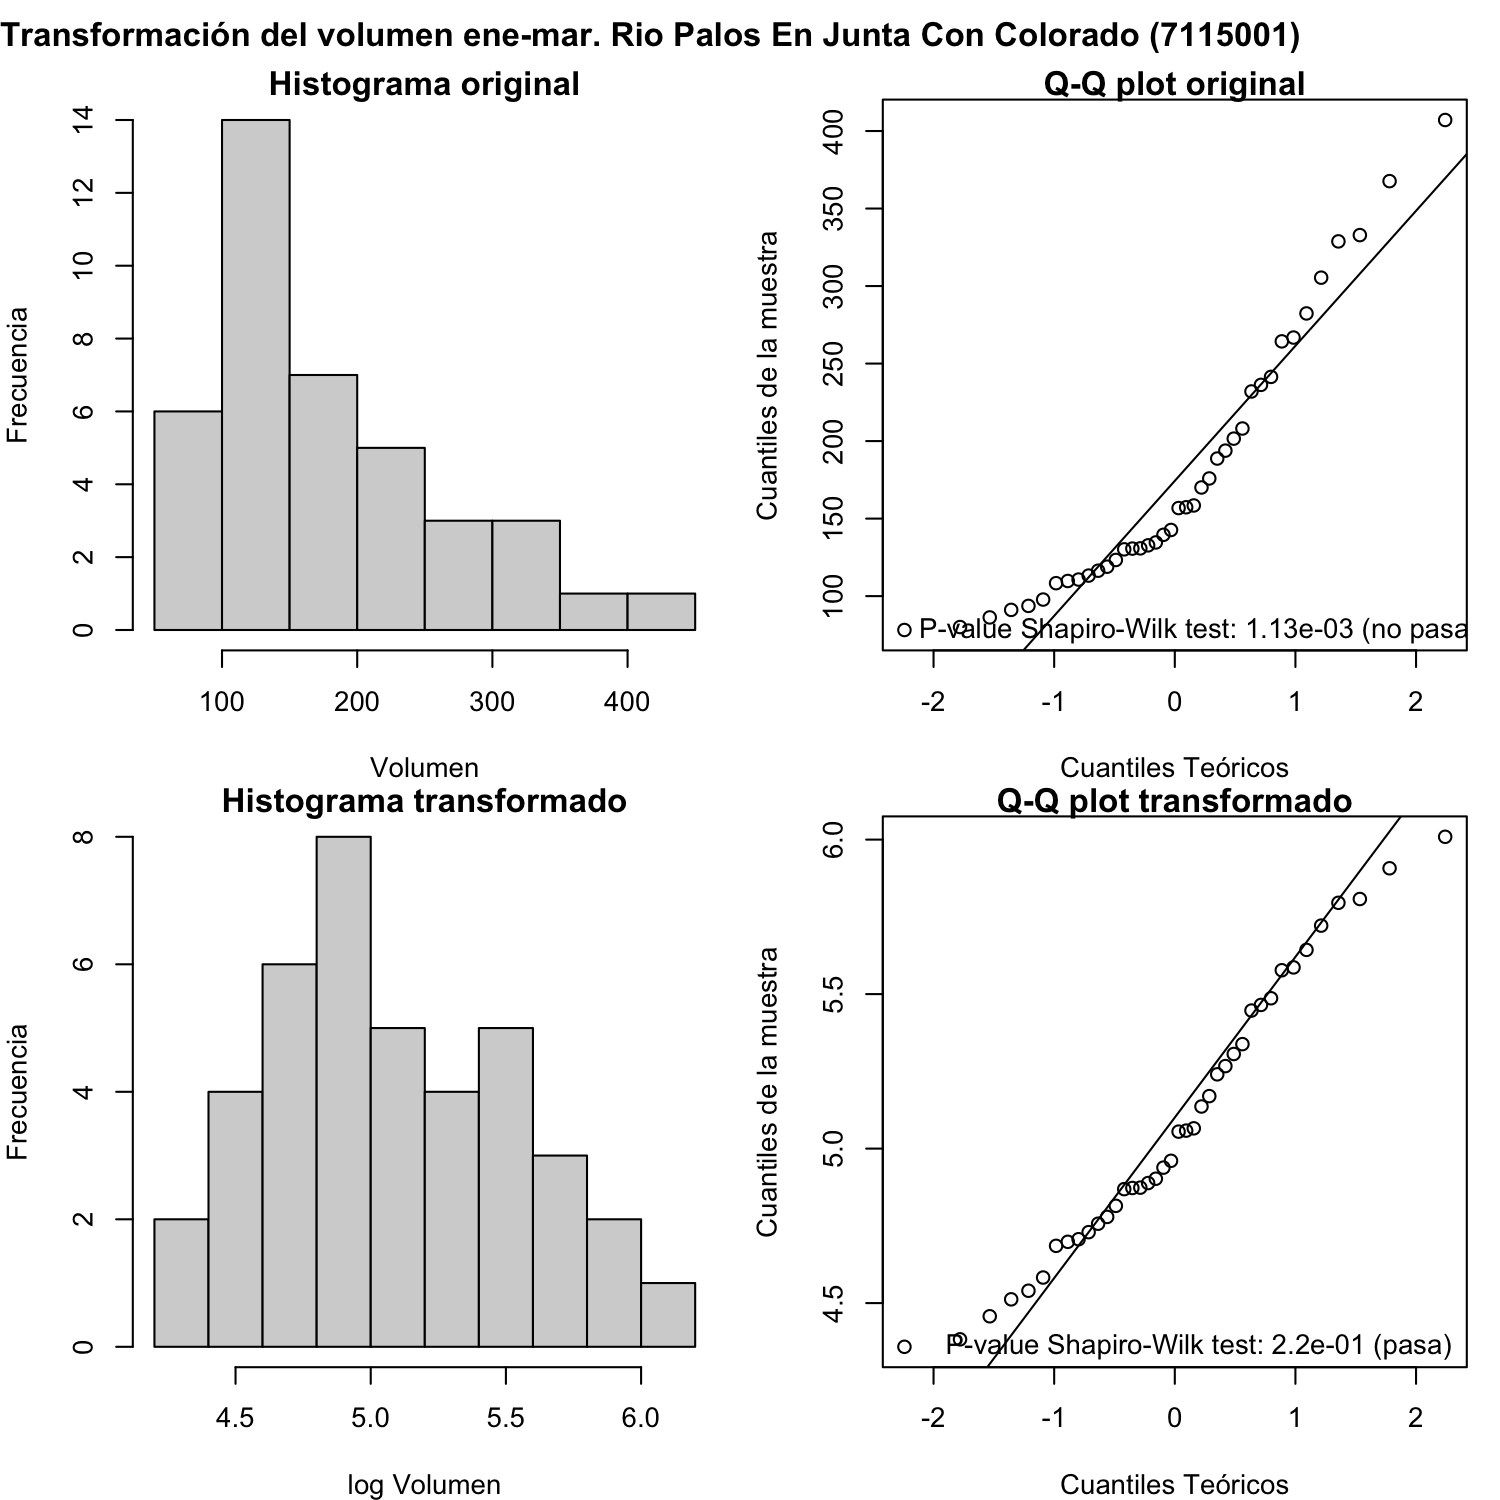 Transformación del volumen ene-mar. Rio Palos En Junta Con Colorado (7115001)
Histograma original
Frecuencia
0 2 4 6 8 10 12 14
100 200 300 400
Volumen
Q-Q plot original
Cuantiles de la muestra
100 150 200 250 300 350 400
P-value Shapiro-Wilk test: 1.13e-03 (no pasa
-2 -1 0 1 2
Cuantiles Teóricos
Histograma transformado
Frecuencia
0 2 4 6 8
4.5 5.0 5.5 6.0
log Volumen
Q-Q plot transformado
Cuantiles de la muestra
4.5 5.0 5.5 6.0
P-value Shapiro-Wilk test: 2.2e-01 (pasa)
-2 -1 0 1 2
Cuantiles Teóricos